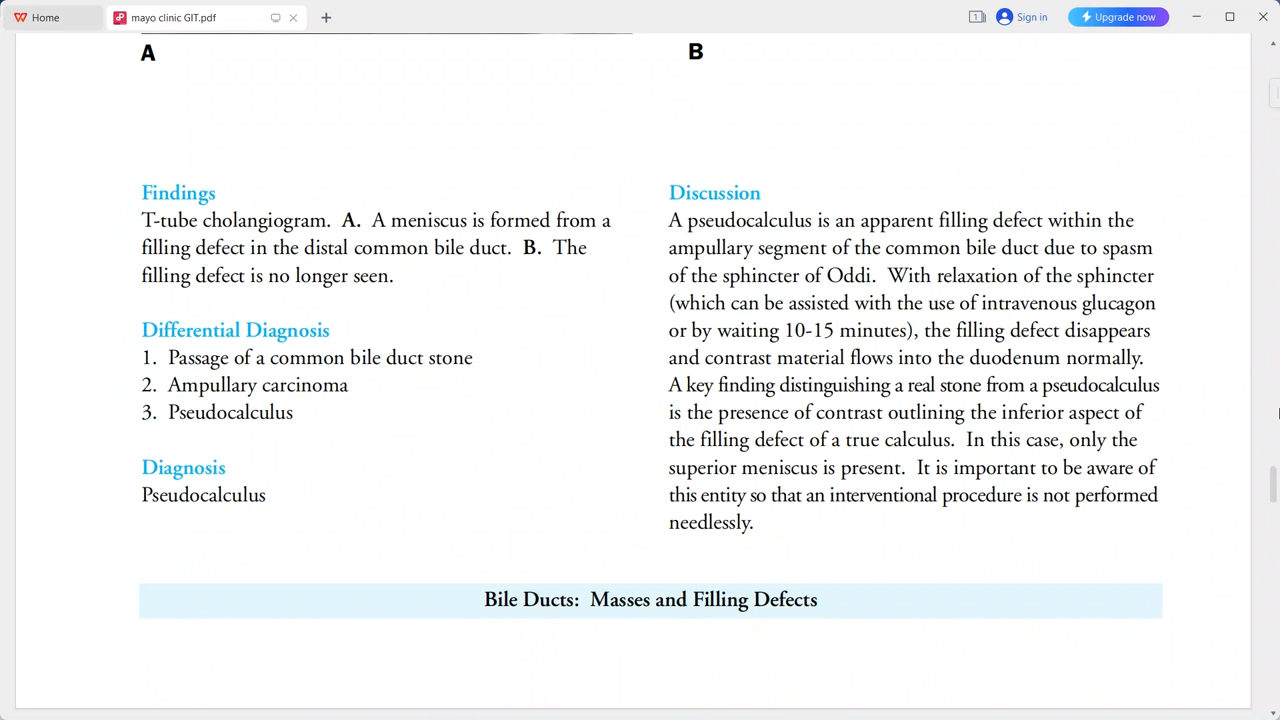 Home
mayo clinic GIT.pdf
1
Sign in
Upgrade now
A
B
Findings
T-tube cholangiogram. A. A meniscus is formed from a
filling defect in the distal common bile duct. B. The
filling defect is no longer seen.
Differential Diagnosis
1. Passage of a common bile duct stone
2. Ampullary carcinoma
3. Pseudocalculus
Diagnosis
Pseudocalculus
Discussion
A pseudocalculus is an apparent filling defect within the
ampullary segment of the common bile duct due to spasm
of the sphincter of Oddi. With relaxation of the sphincter
(which can be assisted with the use of intravenous glucagon
or by waiting 10-15 minutes), the filling defect disappears
and contrast material flows into the duodenum normally.
A key finding distinguishing a real stone from a pseudocalculus
is the presence of contrast outlining the inferior aspect of
the filling defect of a true calculus. In this case, only the
superior meniscus is present. It is important to be aware of
this entity so that an interventional procedure is not performed
needlessly.
Bile Ducts: Masses and Filling Defects